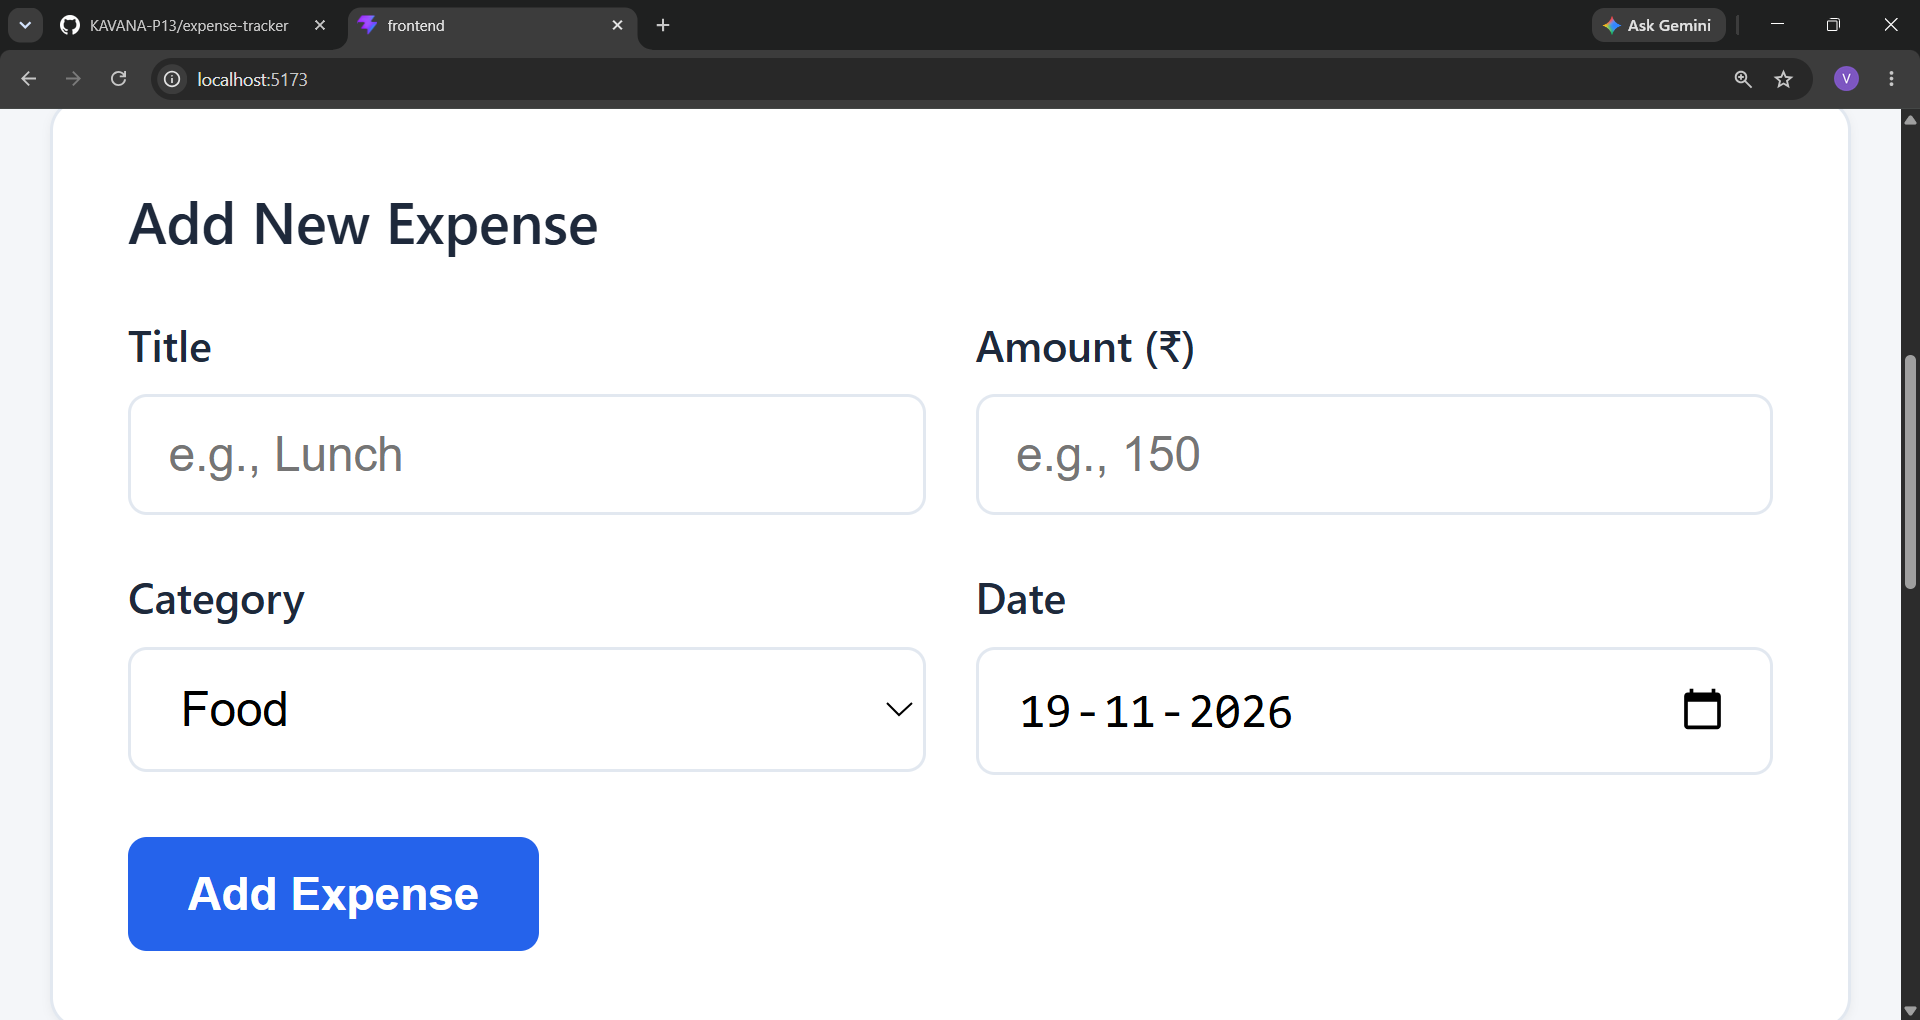 KAVANA-P13/expense-tracker
frontend
Ask Gemini
localhost:5173
V
Add New Expense
Title
Amount (₹)
e.g., Lunch
e.g., 150
Category
Date
Food
19-11-2026
Add Expense